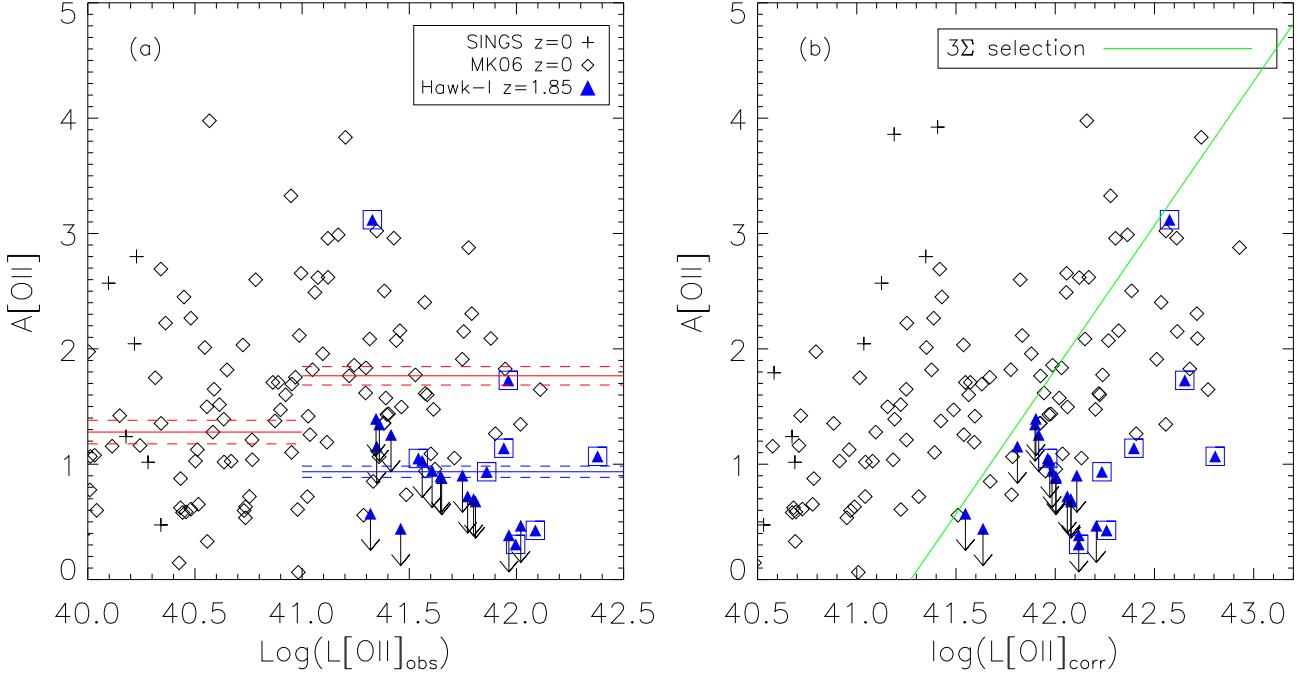 (a)
SINGS z=0 +
MK06 z=0 ◇
Hawk-I z=1.85 ▲
A[OII]
5
4
3
2
1
0
40.0 40.5 41.0 41.5 42.0 42.5
Log(L[OII]obs)
(b)
3Σ selection
A[OII]
5
4
3
2
1
0
40.5 41.0 41.5 42.0 42.5 43.0
log(L[OII]corr)